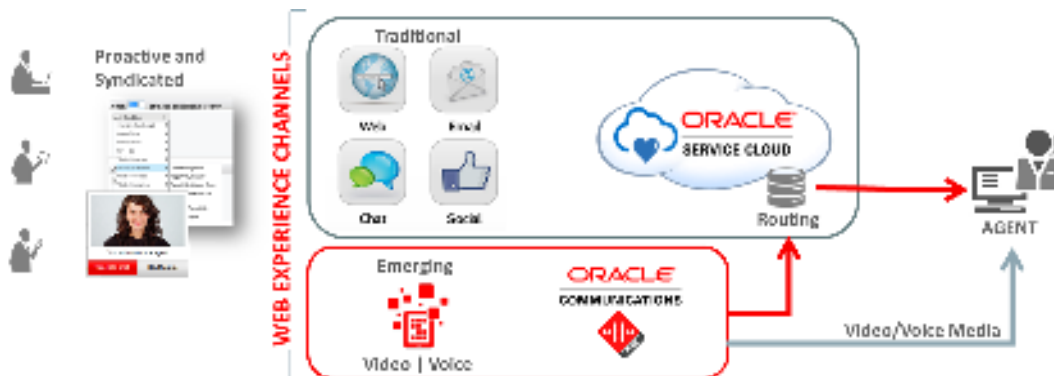 Proactive and
Syndicated
WEB EXPERIENCE CHANNELS
Traditional
Web
Email
Chat
Social
ORACLE
SERVICE CLOUD
Routing
AGENT
Emerging
Video | Voice
ORACLE
COMMUNICATIONS
Video/Voice Media